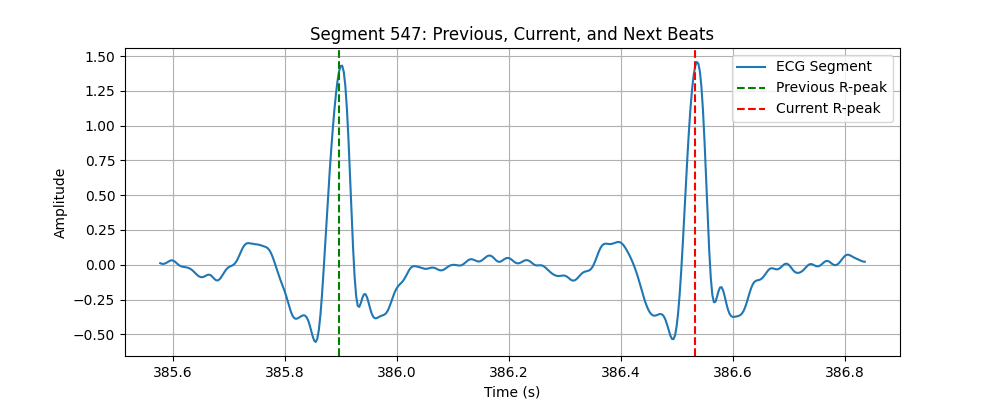 Segment 547: Previous, Current, and Next Beats
ECG Segment
Previous R-peak
Current R-peak
Amplitude
1.50
1.25
1.00
0.75
0.50
0.25
0.00
−0.25
−0.50
385.6 385.8 386.0 386.2 386.4 386.6 386.8
Time (s)